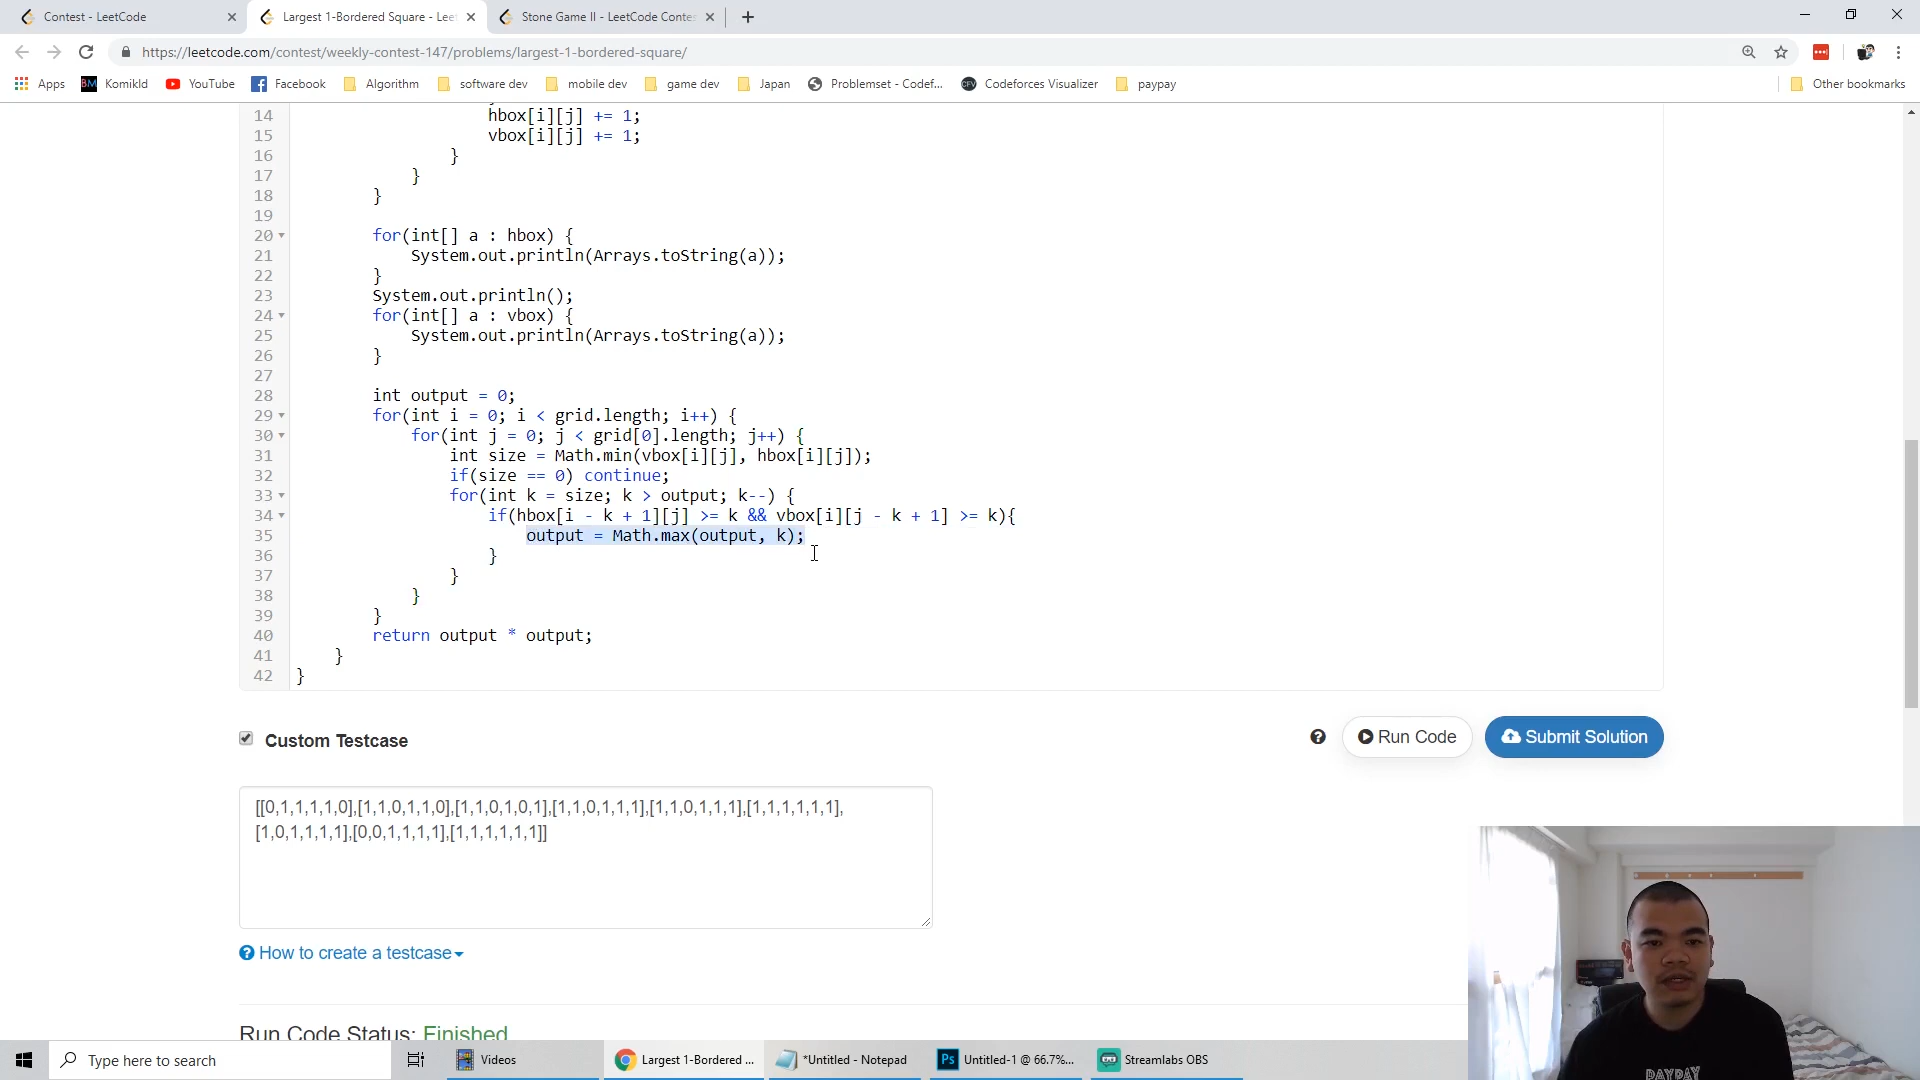 Contest - LeetCode
Largest 1-Bordered Square - Leet
Stone Game II - LeetCode Contes
https://leetcode.com/contest/weekly-contest-147/problems/largest-1-bordered-square/
Apps BM KomikId YouTube Facebook Algorithm software dev mobile dev game dev Japan Problemset - Codef... CFV Codeforces Visualizer paypay Other bookmarks
14 hbox[i][j] += 1;
15 vbox[i][j] += 1;
16 }
17 }
18 }
19
20 for(int[] a : hbox) {
21 System.out.println(Arrays.toString(a));
22 }
23 System.out.println();
24 for(int[] a : vbox) {
25 System.out.println(Arrays.toString(a));
26 }
27
28 int output = 0;
29 for(int i = 0; i < grid.length; i++) {
30 for(int j = 0; j < grid[0].length; j++) {
31 int size = Math.min(vbox[i][j], hbox[i][j]);
32 if(size == 0) continue;
33 for(int k = size; k > output; k--) {
34 if(hbox[i - k + 1][j] >= k && vbox[i][j - k + 1] >= k){
35 output = Math.max(output, k);
36 }
37 }
38 }
39 }
40 return output * output;
41 }
42 }
Custom Testcase
Run Code
Submit Solution
[[0,1,1,1,1,0],[1,1,0,1,1,0],[1,1,0,1,0,1],[1,1,0,1,1,1],[1,1,0,1,1,1],[1,1,1,1,1,1],
[1,0,1,1,1,1],[0,0,1,1,1,1],[1,1,1,1,1,1]]
How to create a testcase
Run Code Status: Finished
Type here to search
Videos
Largest 1-Bordered ...
*Untitled - Notepad
Ps Untitled-1 @ 66.7%...
Streamlabs OBS
PAYPAY